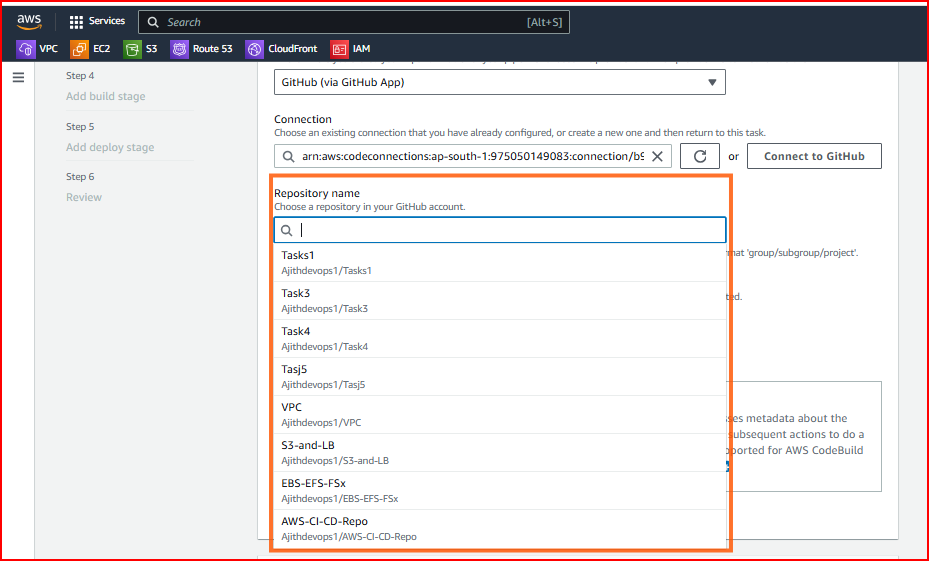 aws
Services
Search [Alt+S]
VPC EC2 S3 Route 53 CloudFront IAM
Step 4
Add build stage
Step 5
Add deploy stage
Step 6
Review
GitHub (via GitHub App)
Connection
Choose an existing connection that you have already configured, or create a new one and then return to this task.
arn:aws:codeconnections:ap-south-1:975050149083:connection/b9
or
Connect to GitHub
Repository name
Choose a repository in your GitHub account.
Tasks1
Ajithdevops1/Tasks1
Task3
Ajithdevops1/Task3
Task4
Ajithdevops1/Task4
Tasj5
Ajithdevops1/Tasj5
VPC
Ajithdevops1/VPC
S3-and-LB
Ajithdevops1/S3-and-LB
EBS-EFS-FSx
Ajithdevops1/EBS-EFS-FSx
AWS-CI-CD-Repo
Ajithdevops1/AWS-CI-CD-Repo
'group/subgroup/project'.
metadata about the
subsequent actions to do a
for AWS CodeBuild